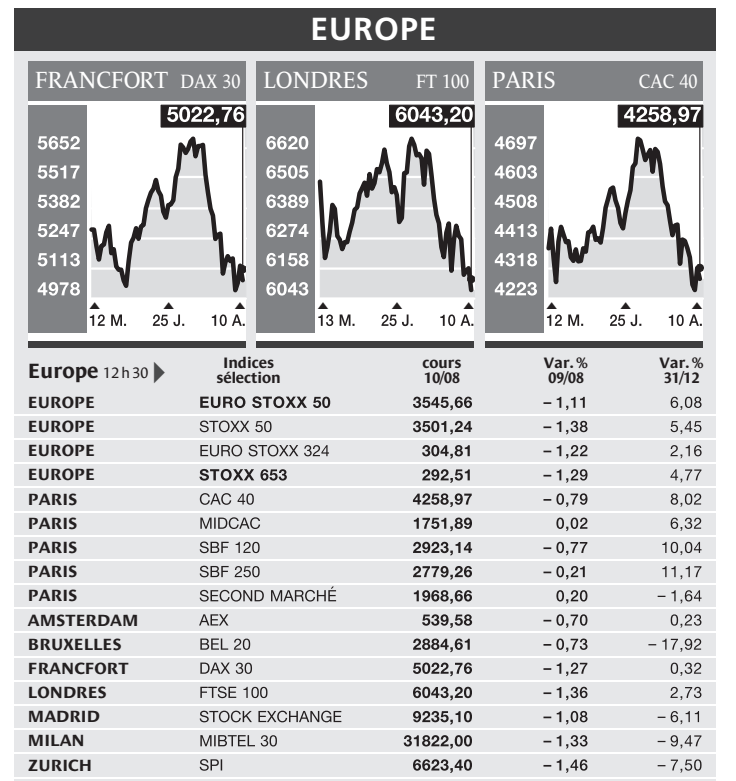 EUROPE
FRANCFORT DAX 30
5022,76
5652
5517
5382
5247
5113
4978
12 M. 25 J. 10 A.
LONDRES FT 100
6043,20
6620
6505
6389
6274
6158
6043
13 M. 25 J. 10 A.
PARIS CAC 40
4258,97
4697
4603
4508
4413
4318
4223
12 M. 25 J. 10 A.
Europe 12 h 30 Indices sélection cours 10/08 Var. % 09/08 Var. % 31/12
EUROPE EURO STOXX 50 3545,66 – 1,11 6,08
EUROPE STOXX 50 3501,24 – 1,38 5,45
EUROPE EURO STOXX 324 304,81 – 1,22 2,16
EUROPE STOXX 653 292,51 – 1,29 4,77
PARIS CAC 40 4258,97 – 0,79 8,02
PARIS MIDCAC 1751,89 0,02 6,32
PARIS SBF 120 2923,14 – 0,77 10,04
PARIS SBF 250 2779,26 – 0,21 11,17
PARIS SECOND MARCHÉ 1968,66 0,20 – 1,64
AMSTERDAM AEX 539,58 – 0,70 0,23
BRUXELLES BEL 20 2884,61 – 0,73 – 17,92
FRANCFORT DAX 30 5022,76 – 1,27 0,32
LONDRES FTSE 100 6043,20 – 1,36 2,73
MADRID STOCK EXCHANGE 9235,10 – 1,08 – 6,11
MILAN MIBTEL 30 31822,00 – 1,33 – 9,47
ZURICH SPI 6623,40 – 1,46 – 7,50